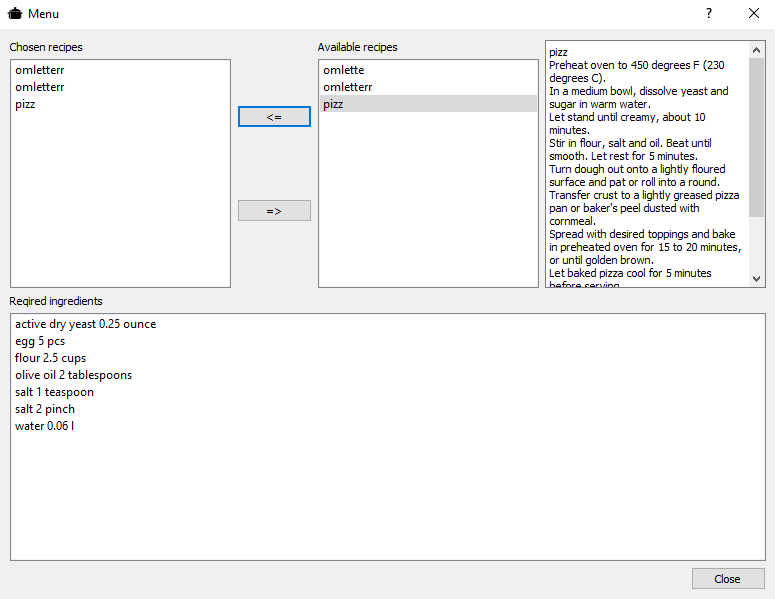 Menu
?
Chosen recipes
omletterr
omletterr
pizz
<=
=>
Available recipes
omlette
omletterr
pizz
pizz
Preheat oven to 450 degrees F (230
degrees C).
In a medium bowl, dissolve yeast and
sugar in warm water.
Let stand until creamy, about 10
minutes.
Stir in flour, salt and oil. Beat until
smooth. Let rest for 5 minutes.
Turn dough out onto a lightly floured
surface and pat or roll into a round.
Transfer crust to a lightly greased pizza
pan or baker's peel dusted with
cornmeal.
Spread with desired toppings and bake
in preheated oven for 15 to 20 minutes,
or until golden brown.
Let baked pizza cool for 5 minutes
before serving
Reqired ingredients
active dry yeast 0.25 ounce
egg 5 pcs
flour 2.5 cups
olive oil 2 tablespoons
salt 1 teaspoon
salt 2 pinch
water 0.06 l
Close